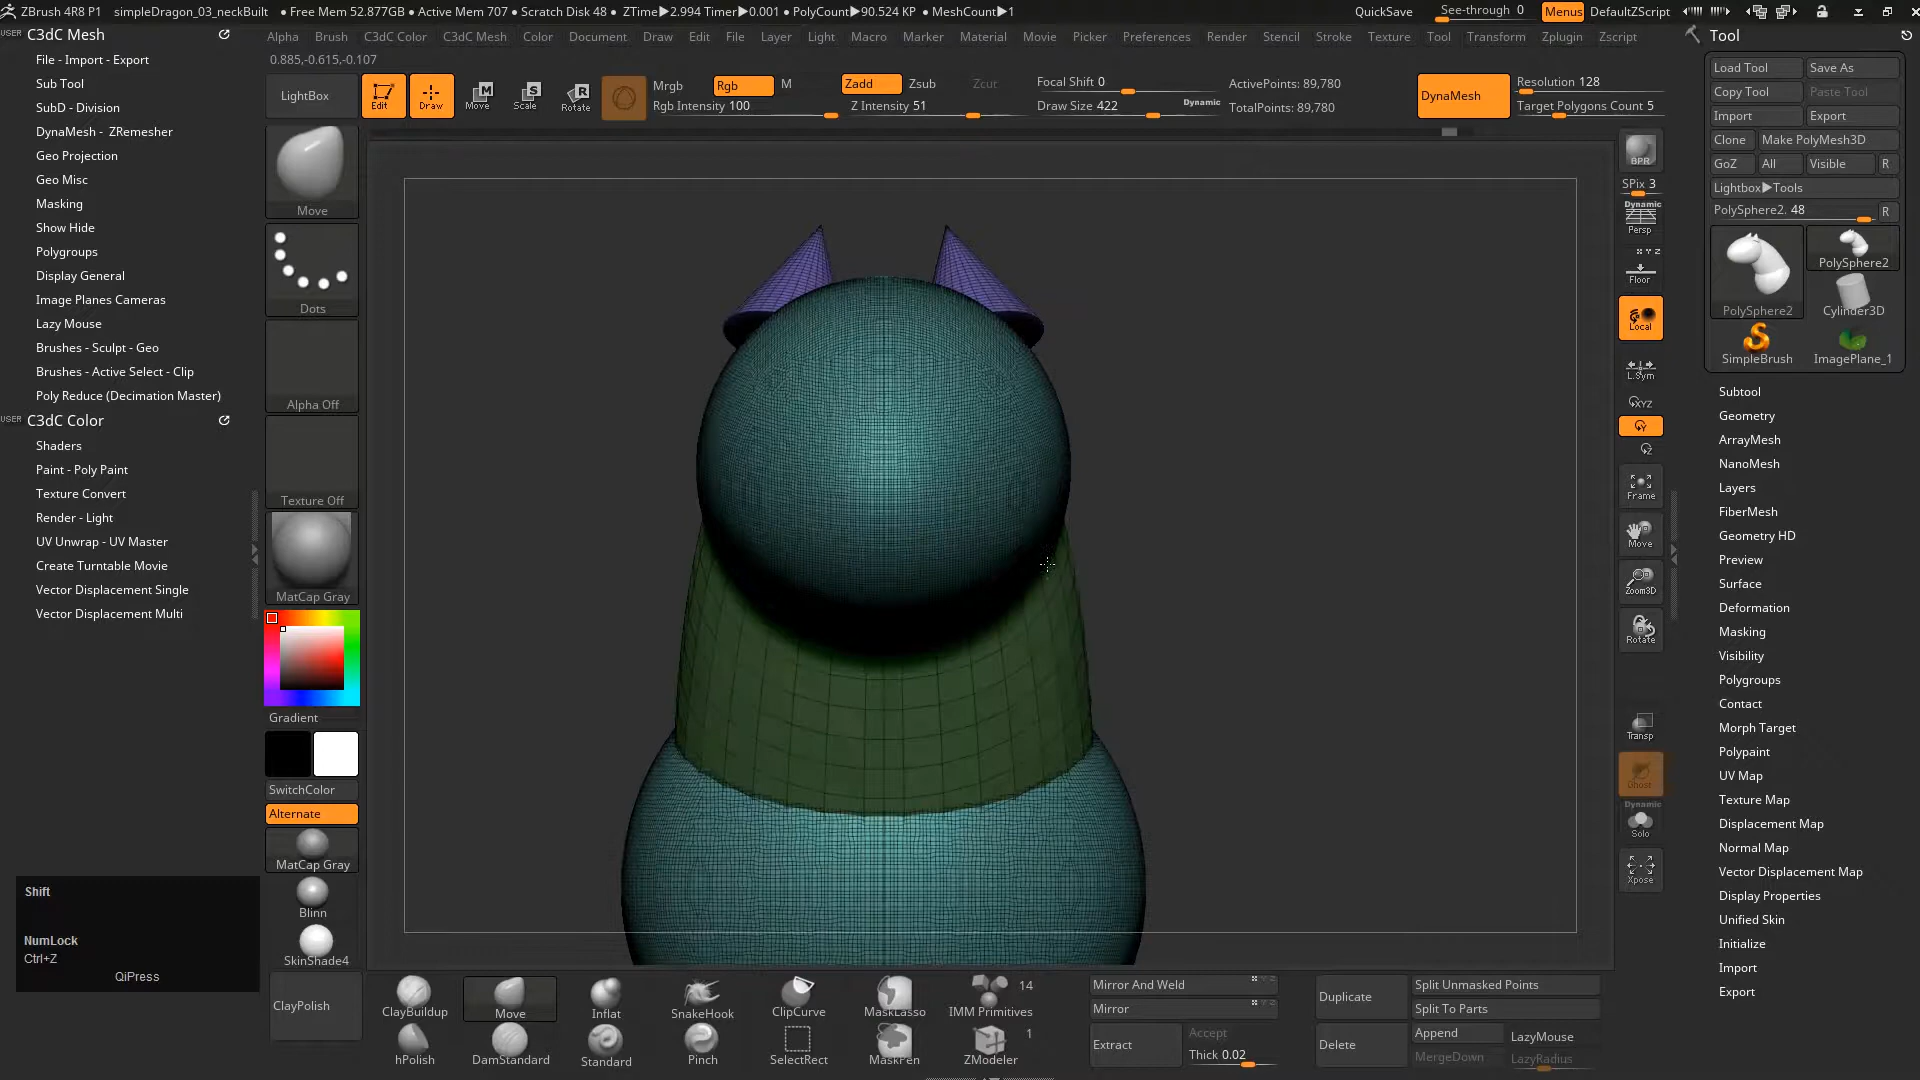 ZBrush 4R8 P1 simpleDragon_03_neckBuilt • Free Mem 52.877GB • Active Mem 707 • Scratch Disk 48 • ZTime▶2.994 Timer▶0.001 • PolyCount▶90.524 KP • MeshCount▶1 QuickSave See-through 0 Menus DefaultZScript
Alpha Brush C3dC Color C3dC Mesh Color Document Draw Edit File Layer Light Macro Marker Material Movie Picker Preferences Render Stencil Stroke Texture Tool Transform Zplugin Zscript
0.885,-0.615,-0.107
USER C3dC Mesh
File - Import - Export
Sub Tool
SubD - Division
DynaMesh - ZRemesher
Geo Projection
Geo Misc
Masking
Show Hide
Polygroups
Display General
Image Planes Cameras
Lazy Mouse
Brushes - Sculpt - Geo
Brushes - Active Select - Clip
Poly Reduce (Decimation Master)
USER C3dC Color
Shaders
Paint - Poly Paint
Texture Convert
Render - Light
UV Unwrap - UV Master
Create Turntable Movie
Vector Displacement Single
Vector Displacement Multi
Shift
NumLock
Ctrl+Z
QiPress
LightBox
Edit
Draw
Move
Scale
Rotate
Mrgb Rgb M
Rgb Intensity 100
Zadd Zsub Zcut
Z Intensity 51
Focal Shift 0
Draw Size 422 Dynamic
ActivePoints: 89,780
TotalPoints: 89,780
DynaMesh
Resolution 128
Target Polygons Count 5
Move
Dots
Alpha Off
Texture Off
MatCap Gray
Gradient
SwitchColor
Alternate
MatCap Gray
Blinn
SkinShade4
ClayPolish
ClayBuildup Move Inflat SnakeHook ClipCurve MaskLasso IMM Primitives 14
hPolish DamStandard Standard Pinch SelectRect MaskPen ZModeler 1
Mirror And Weld
Mirror
Extract
Accept
Thick 0.02
Duplicate
Delete
Split Unmasked Points
Split To Parts
Append
MergeDown
LazyMouse
LazyRadius
BPR
SPix 3
Dynamic
Persp
X Y Z
Floor
Local
L.Sym
XYZ
Y
Z
Frame
Move
Zoom3D
Rotate
Transp
Ghost
Dynamic
Solo
Xpose
Tool
Load Tool Save As
Copy Tool Paste Tool
Import Export
Clone Make PolyMesh3D
GoZ All Visible R
Lightbox▶Tools
PolySphere2. 48 R
PolySphere2
PolySphere2 Cylinder3D
SimpleBrush ImagePlane_1
Subtool
Geometry
ArrayMesh
NanoMesh
Layers
FiberMesh
Geometry HD
Preview
Surface
Deformation
Masking
Visibility
Polygroups
Contact
Morph Target
Polypaint
UV Map
Texture Map
Displacement Map
Normal Map
Vector Displacement Map
Display Properties
Unified Skin
Initialize
Import
Export